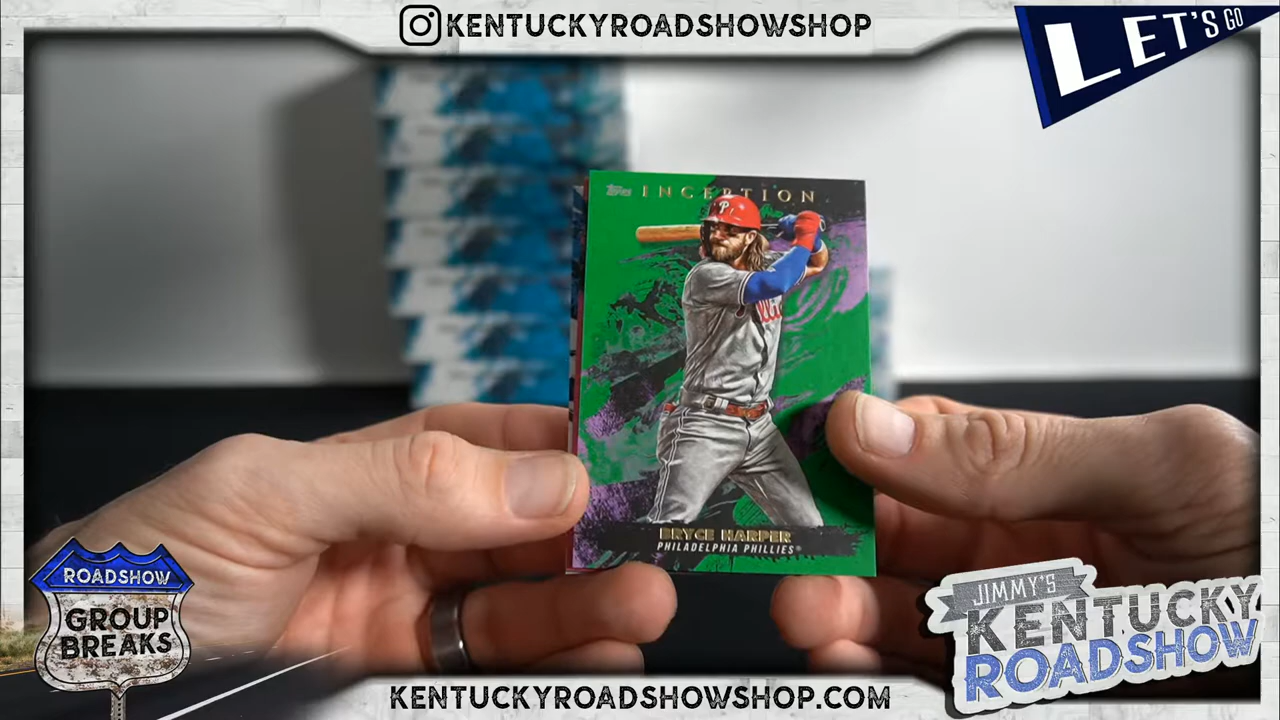 KENTUCKYROADSHOWSHOP
LET'S GO
Topps INCEPTION
P
BRYCE HARPER
PHILADELPHIA PHILLIES®
ROADSHOW
GROUP
BREAKS
JIMMY'S
KENTUCKY
ROADSHOW
KENTUCKYROADSHOWSHOP.COM